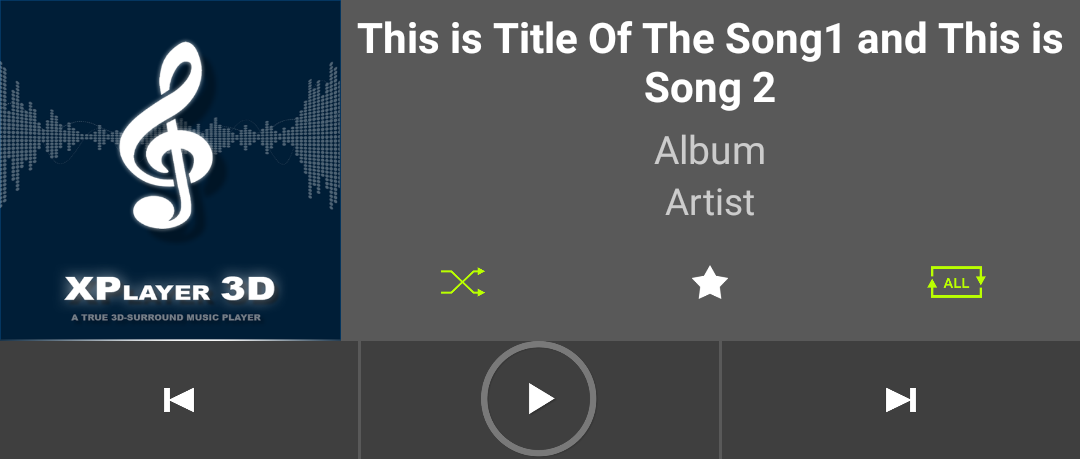 This is Title Of The Song1 and This is
Song 2
Album
Artist
XPLAYER 3D
A TRUE 3D-SURROUND MUSIC PLAYER
ALL